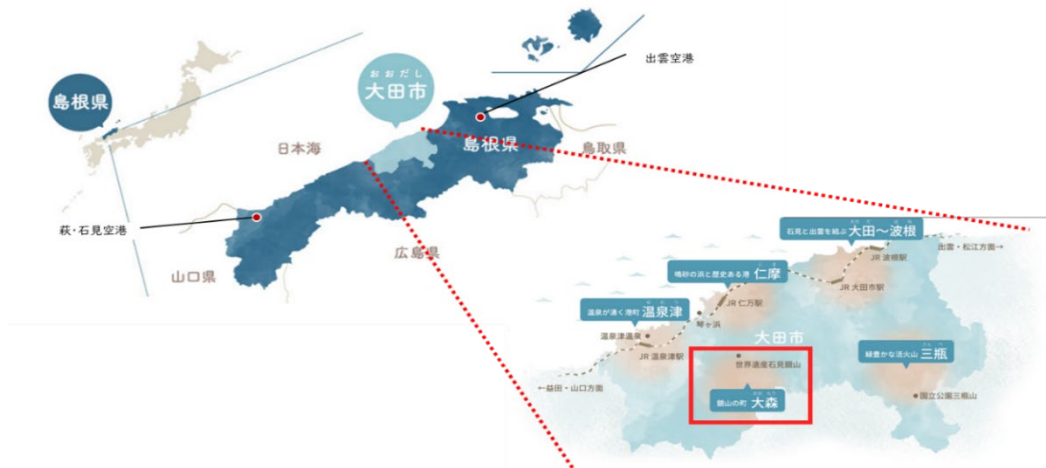 出雲空港
おおだし
大田市
島根県
島根県
鳥取県
日本海
萩・石見空港
広島県
山口県
石見と出雲を結ぶ 大田〜波根
出雲・松江方面→
JR 波根駅
鳴砂の浜と歴史ある港 仁摩
JR 大田市駅
JR 仁万駅
温泉が湧く港町 温泉津
琴ヶ浜
大田市
温泉津温泉
JR 温泉津駅
世界遺産石見銀山
緑豊かな活火山 三瓶
←益田・山口方面
銀山の町 大森
国立公園三瓶山